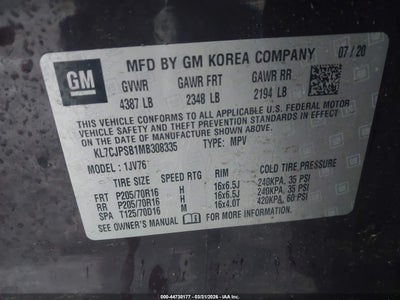 GM
MFD BY GM KOREA COMPANY 07/20
GVWR GAWR FRT GAWR RR
4387 LB 2348 LB 2194 LB
THIS VEHICLE CONFORMS TO ALL APPLICABLE U.S. FEDERAL MOTOR
VEHICLE SAFETY, BUMPER, AND THEFT PREVENTION STANDARDS IN
EFFECT ON THE DATE OF MANUFACTURE SHOWN ABOVE.
KL7CJPSB1MB308335 TYPE: MPV
MODEL: 1JV76
TIRE SIZE SPEED RTG RIM COLD TIRE PRESSURE
FRT P205/70R16 H 16x6.5J 240KPA, 35 PSI
RR P205/70R16 H 16x6.5J 240KPA, 35 PSI
SPA T125/70D16 M 16x4.0T 420KPA, 60 PSI
SEE OWNER'S MANUAL FOR MORE INFORMATION.
000-44730177 - 03/31/2026 -